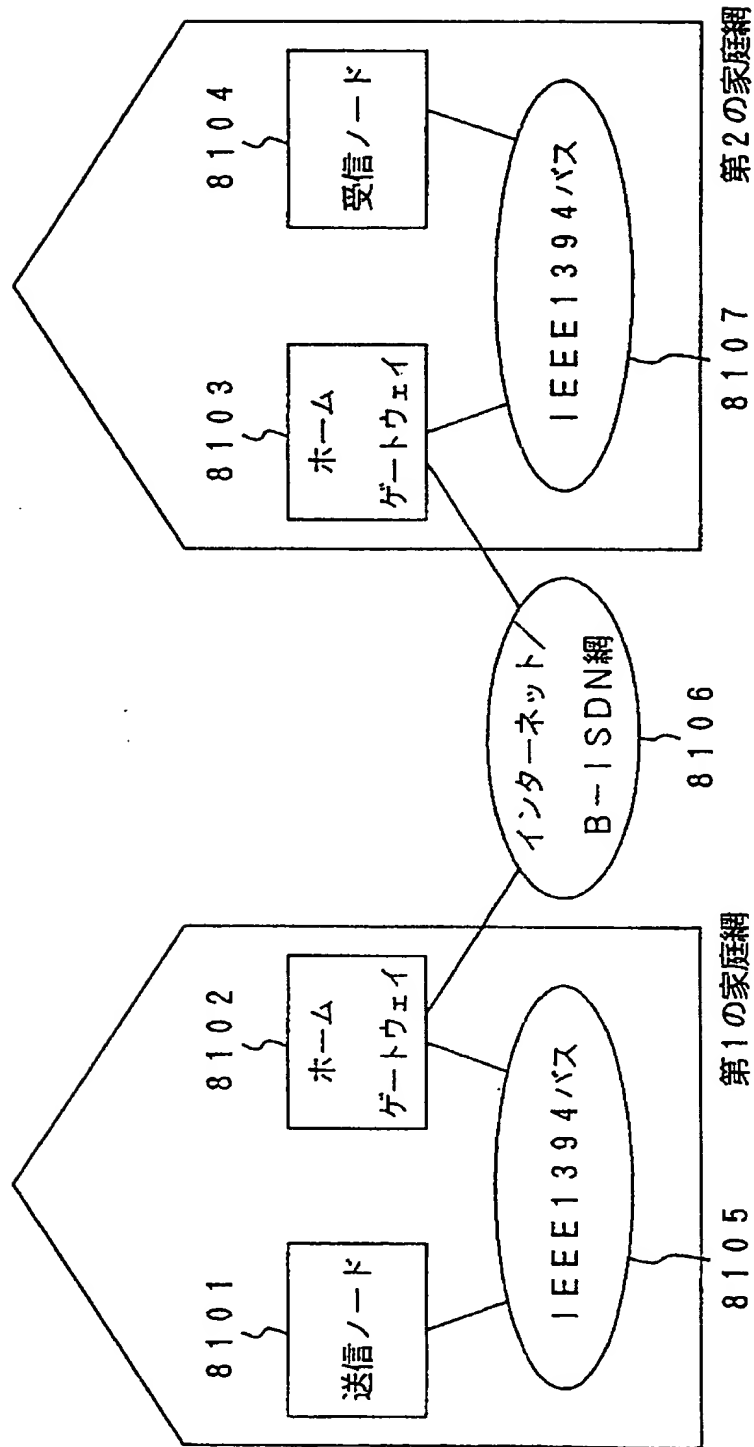 8101
送信ノード
8102
ホーム
ゲートウェイ
IEEE1394バス
8105
第1の家庭網
インターネット/
B-ISDN網
8106
8103
ホーム
ゲートウェイ
8104
受信ノード
IEEE1394バス
8107
第2の家庭網